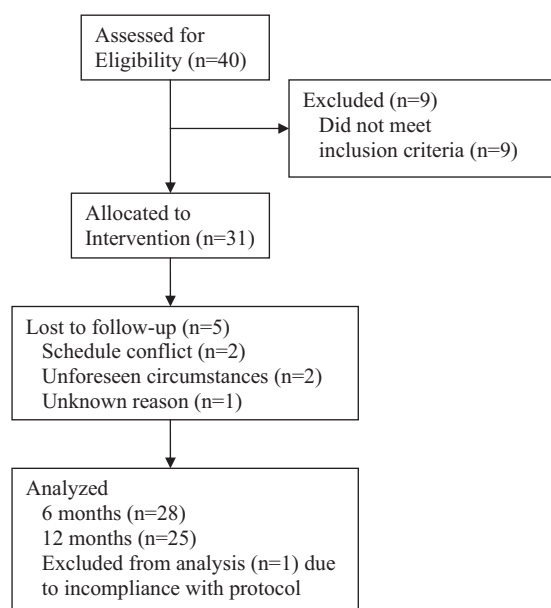 Assessed for
Eligibility (n=40)
Excluded (n=9)
Did not meet
inclusion criteria (n=9)
Allocated to
Intervention (n=31)
Lost to follow-up (n=5)
Schedule conflict (n=2)
Unforeseen circumstances (n=2)
Unknown reason (n=1)
Analyzed
6 months (n=28)
12 months (n=25)
Excluded from analysis (n=1) due
to incompliance with protocol